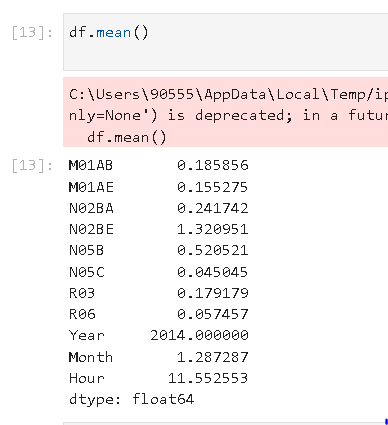 [13]: df.mean()
C:\Users\90555\AppData\Local\Temp/ip
nly=None') is deprecated; in a futur
df.mean()
[13]: M01AB 0.185856
M01AE 0.155275
N02BA 0.241742
N02BE 1.320951
N05B 0.520521
N05C 0.045045
R03 0.179179
R06 0.057457
Year 2014.000000
Month 1.287287
Hour 11.552553
dtype: float64